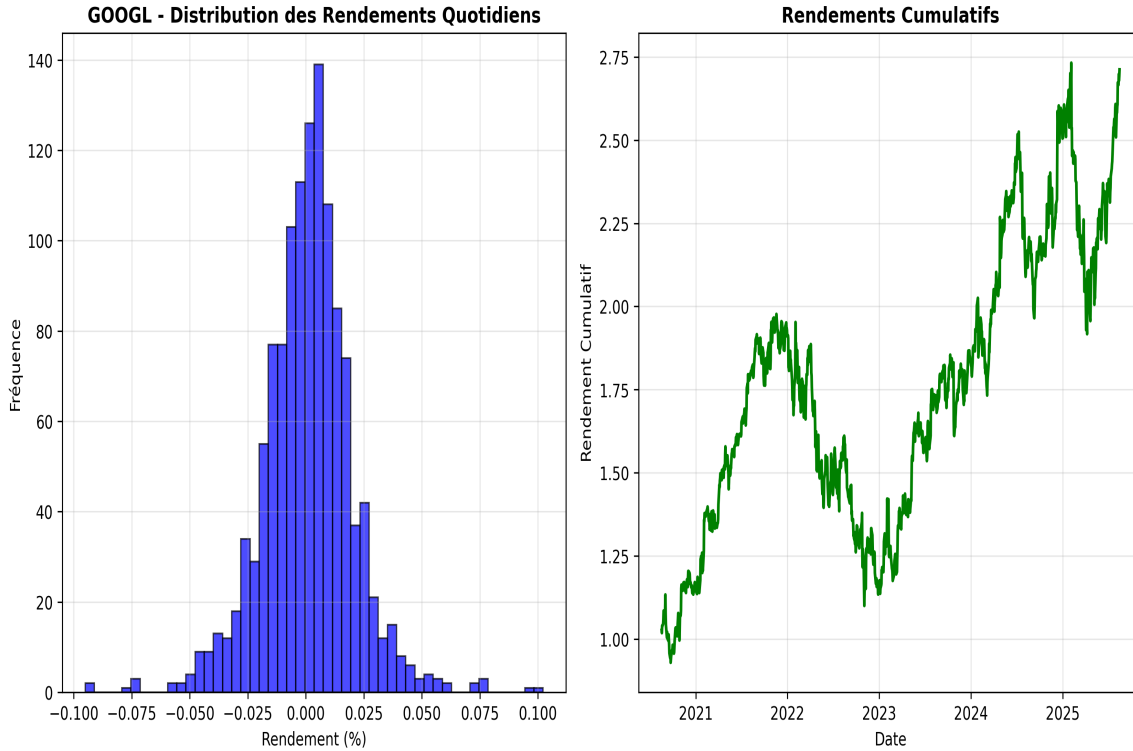 GOOGL - Distribution des Rendements Quotidiens
Fréquence
140
120
100
80
60
40
20
0
−0.100 −0.075 −0.050 −0.025 0.000 0.025 0.050 0.075 0.100
Rendement (%)
Rendements Cumulatifs
Rendement Cumulatif
2.75
2.50
2.25
2.00
1.75
1.50
1.25
1.00
2021 2022 2023 2024 2025
Date